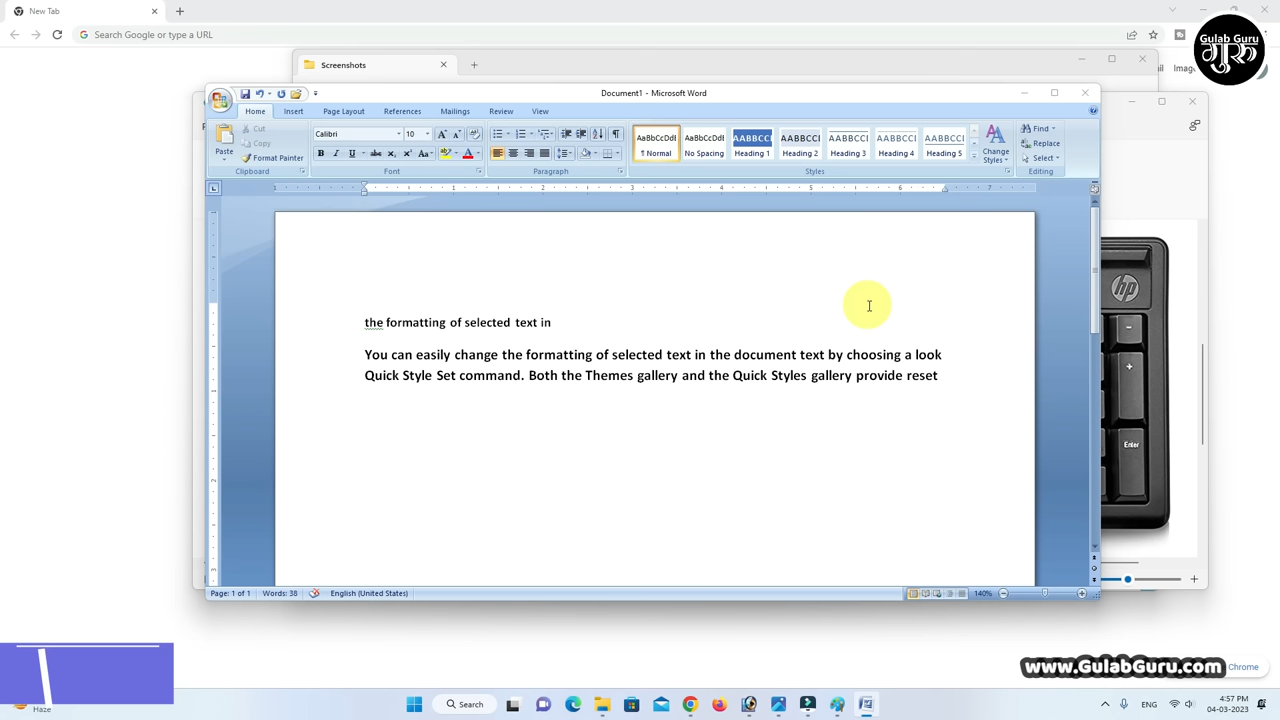 New Tab
Gulab Guru
गुरु
Search Google or type a URL
Screenshots
Document1 - Microsoft Word
Home Insert Page Layout References Mailings Review View
Paste
Cut
Copy
Format Painter
Clipboard
Calibri 10
Font
Paragraph
AaBbCcDdE AaBbCcDdE AABBCCI AABBCCI AABBCCI AABBCCI AABBCCI
¶ Normal No Spacing Heading 1 Heading 2 Heading 3 Heading 4 Heading 5
Change Styles
Styles
Find
Replace
Select
Editing
the formatting of selected text in
You can easily change the formatting of selected text in the document text by choosing a look
Quick Style Set command. Both the Themes gallery and the Quick Styles gallery provide reset
hp
Enter
Page: 1 of 1 Words: 38 English (United States) 140%
www.GulabGuru.com
Chrome
Haze
Search
ENG
4:57 PM
04-03-2023